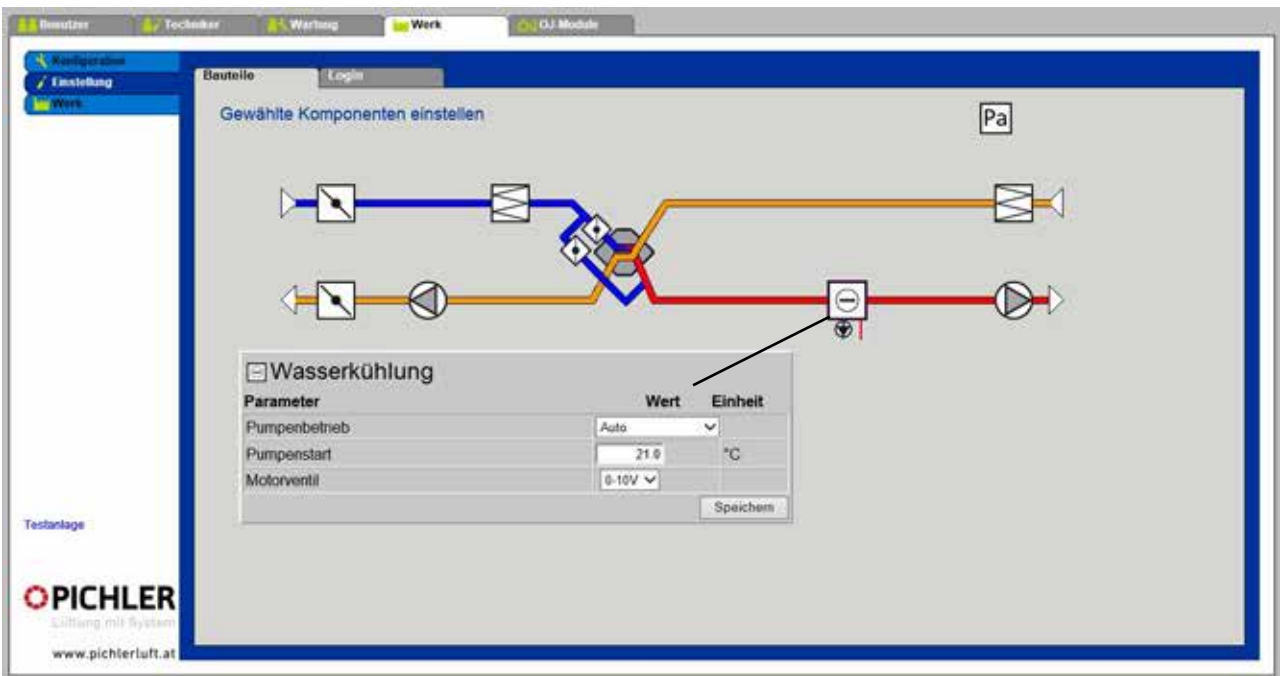 Benutzer Techniker Wartung Werk OJ-Module
Konfiguration
Einstellung
Werk
Bauteile Login
Gewählte Komponenten einstellen
Pa
Wasserkühlung
Parameter Wert Einheit
Pumpenbetrieb Auto
Pumpenstart 21.0 °C
Motorventil 0-10V
Speichern
Testanlage
PICHLER
Lüftung mit System
www.pichlerluft.at